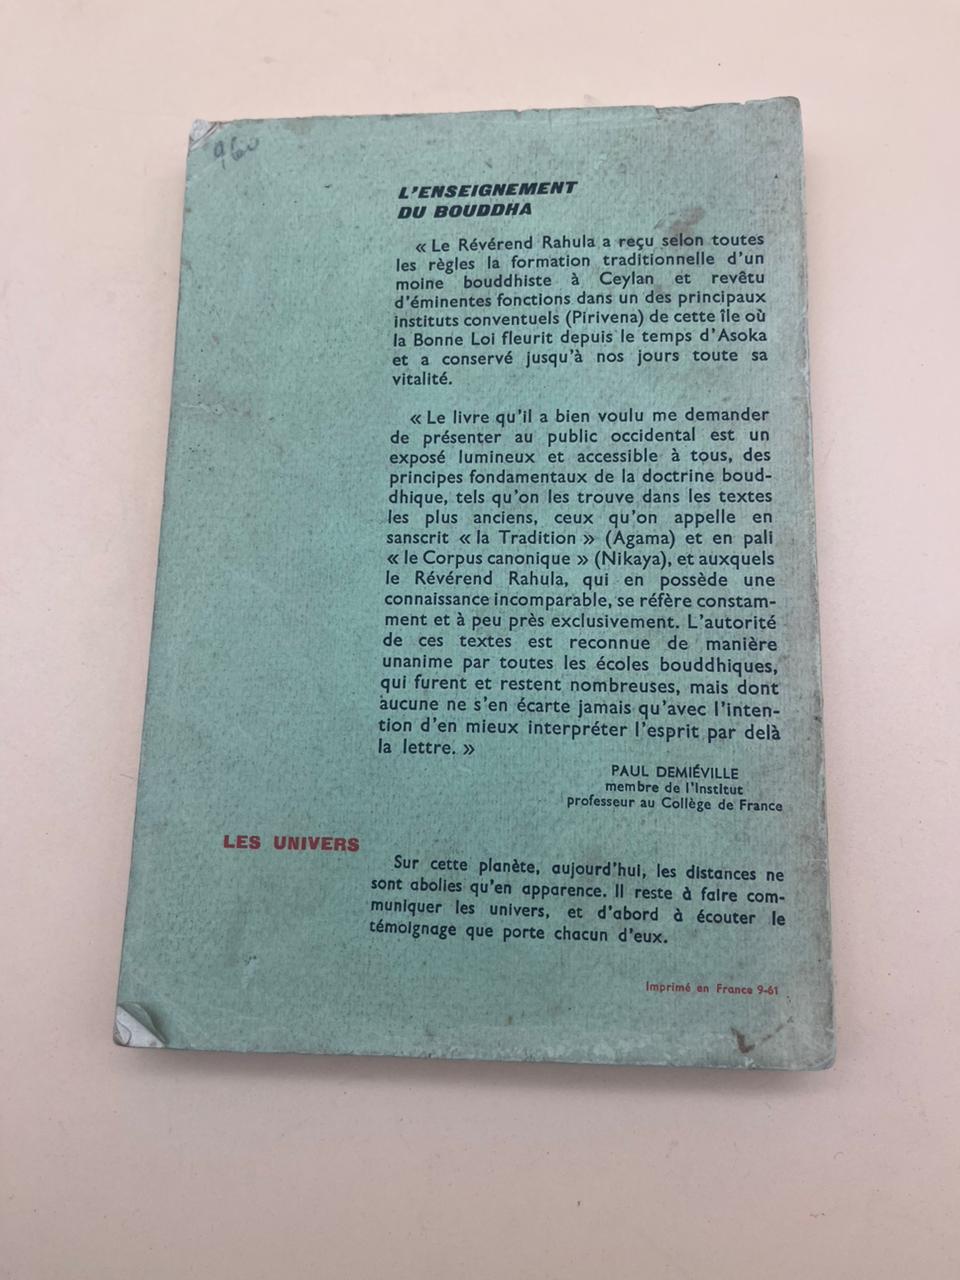 960
L'ENSEIGNEMENT
DU BOUDDHA
« Le Révérend Rahula a reçu selon toutes
les règles la formation traditionnelle d'un
moine bouddhiste à Ceylan et revêtu
d'éminentes fonctions dans un des principaux
instituts conventuels (Pirivena) de cette île où
la Bonne Loi fleurit depuis le temps d'Asoka
et a conservé jusqu'à nos jours toute sa
vitalité.
« Le livre qu'il a bien voulu me demander
de présenter au public occidental est un
exposé lumineux et accessible à tous, des
principes fondamentaux de la doctrine boud-
dhique, tels qu'on les trouve dans les textes
les plus anciens, ceux qu'on appelle en
sanscrit « la Tradition » (Agama) et en pali
« le Corpus canonique » (Nikaya), et auxquels
le Révérend Rahula, qui en possède une
connaissance incomparable, se réfère constam-
ment et à peu près exclusivement. L'autorité
de ces textes est reconnue de manière
unanime par toutes les écoles bouddhiques,
qui furent et restent nombreuses, mais dont
aucune ne s'en écarte jamais qu'avec l'inten-
tion d'en mieux interpréter l'esprit par delà
la lettre. »
PAUL DEMIÉVILLE
membre de l'Institut
professeur au Collège de France
LES UNIVERS
Sur cette planète, aujourd'hui, les distances ne
sont abolies qu'en apparence. Il reste à faire com-
muniquer les univers, et d'abord à écouter le
témoignage que porte chacun d'eux.
Imprimé en France 9-61